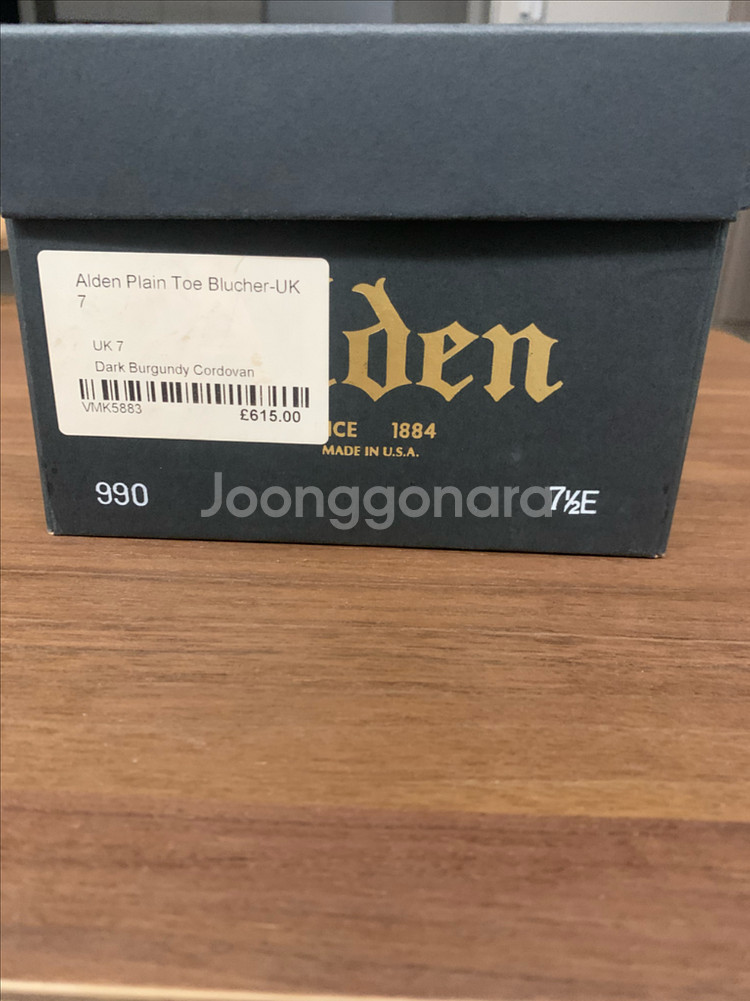 Alden Plain Toe Blucher-UK
7
UK 7
Dark Burgundy Cordovan
VMK5883
£615.00
lden
NCE 1884
MADE IN U.S.A.
990
Joonggonara
7½E